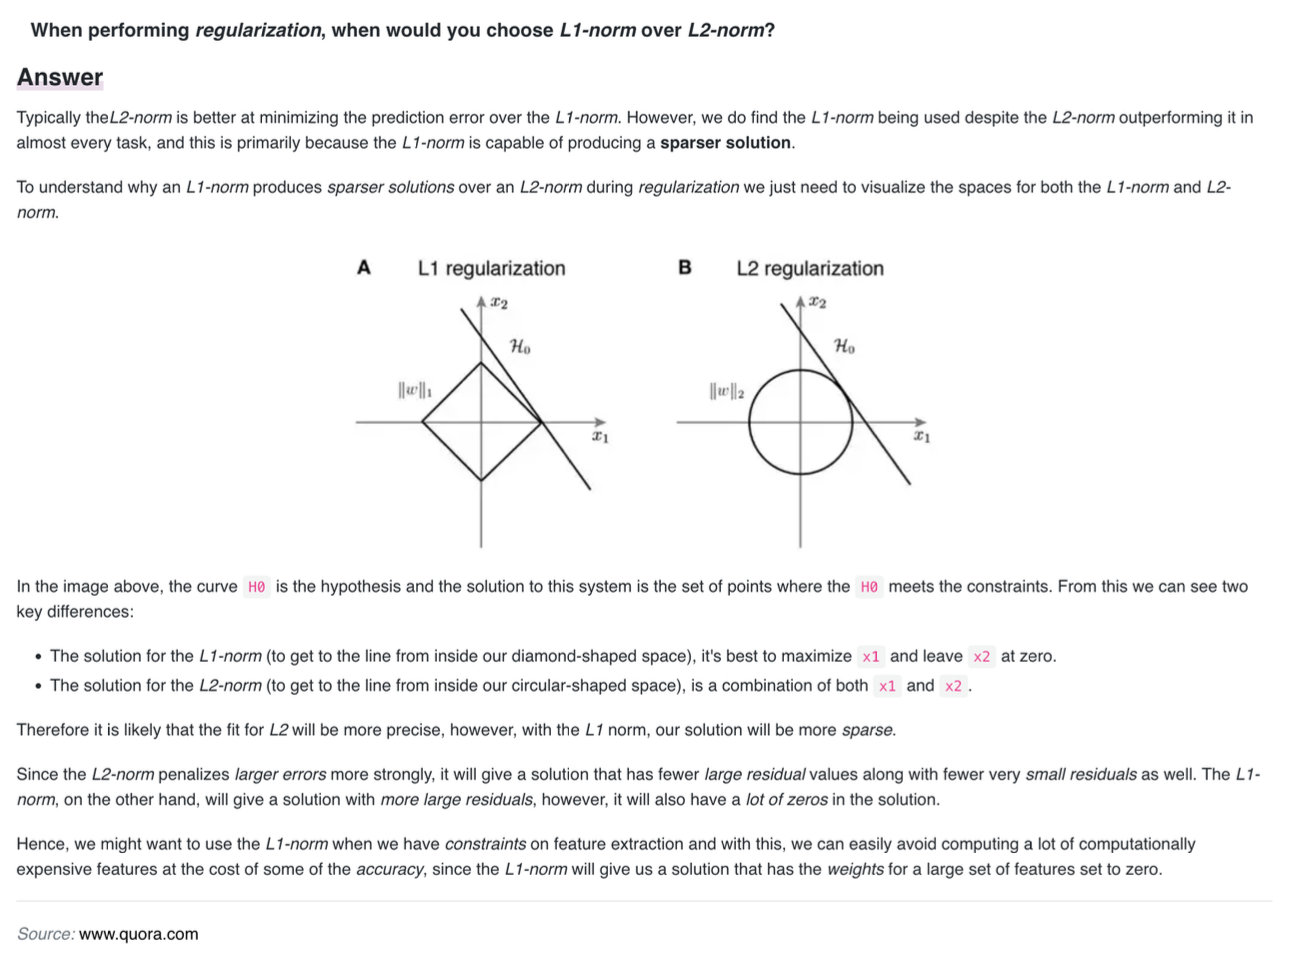 When performing regularization, when would you choose L1-norm over L2-norm?
Answer
Typically theL2-norm is better at minimizing the prediction error over the L1-norm. However, we do find the L1-norm being used despite the L2-norm outperforming it in
almost every task, and this is primarily because the L1-norm is capable of producing a sparser solution.
To understand why an L1-norm produces sparser solutions over an L2-norm during regularization we just need to visualize the spaces for both the L1-norm and L2-
norm.
A L1 regularization
x₂
H₀
||w||₁
x₁
B L2 regularization
x₂
H₀
||w||₂
x₁
In the image above, the curve H0 is the hypothesis and the solution to this system is the set of points where the H0 meets the constraints. From this we can see two
key differences:
• The solution for the L1-norm (to get to the line from inside our diamond-shaped space), it's best to maximize x1 and leave x2 at zero.
• The solution for the L2-norm (to get to the line from inside our circular-shaped space), is a combination of both x1 and x2 .
Therefore it is likely that the fit for L2 will be more precise, however, with the L1 norm, our solution will be more sparse.
Since the L2-norm penalizes larger errors more strongly, it will give a solution that has fewer large residual values along with fewer very small residuals as well. The L1-
norm, on the other hand, will give a solution with more large residuals, however, it will also have a lot of zeros in the solution.
Hence, we might want to use the L1-norm when we have constraints on feature extraction and with this, we can easily avoid computing a lot of computationally
expensive features at the cost of some of the accuracy, since the L1-norm will give us a solution that has the weights for a large set of features set to zero.
Source: www.quora.com